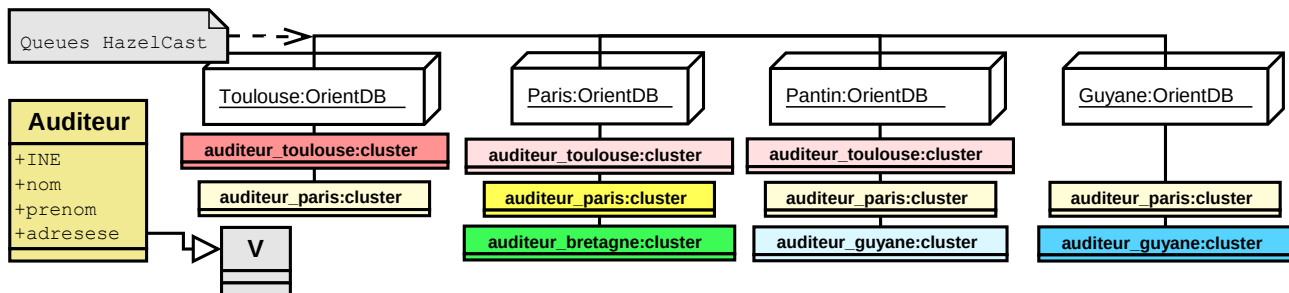 Queues HazelCast
Toulouse:OrientDB
Paris:OrientDB
Pantin:OrientDB
Guyane:OrientDB
Auditeur
+INE
+nom
+prenom
+adresese
V
auditeur_toulouse:cluster
auditeur_paris:cluster
auditeur_toulouse:cluster
auditeur_paris:cluster
auditeur_bretagne:cluster
auditeur_toulouse:cluster
auditeur_paris:cluster
auditeur_guyane:cluster
auditeur_paris:cluster
auditeur_guyane:cluster